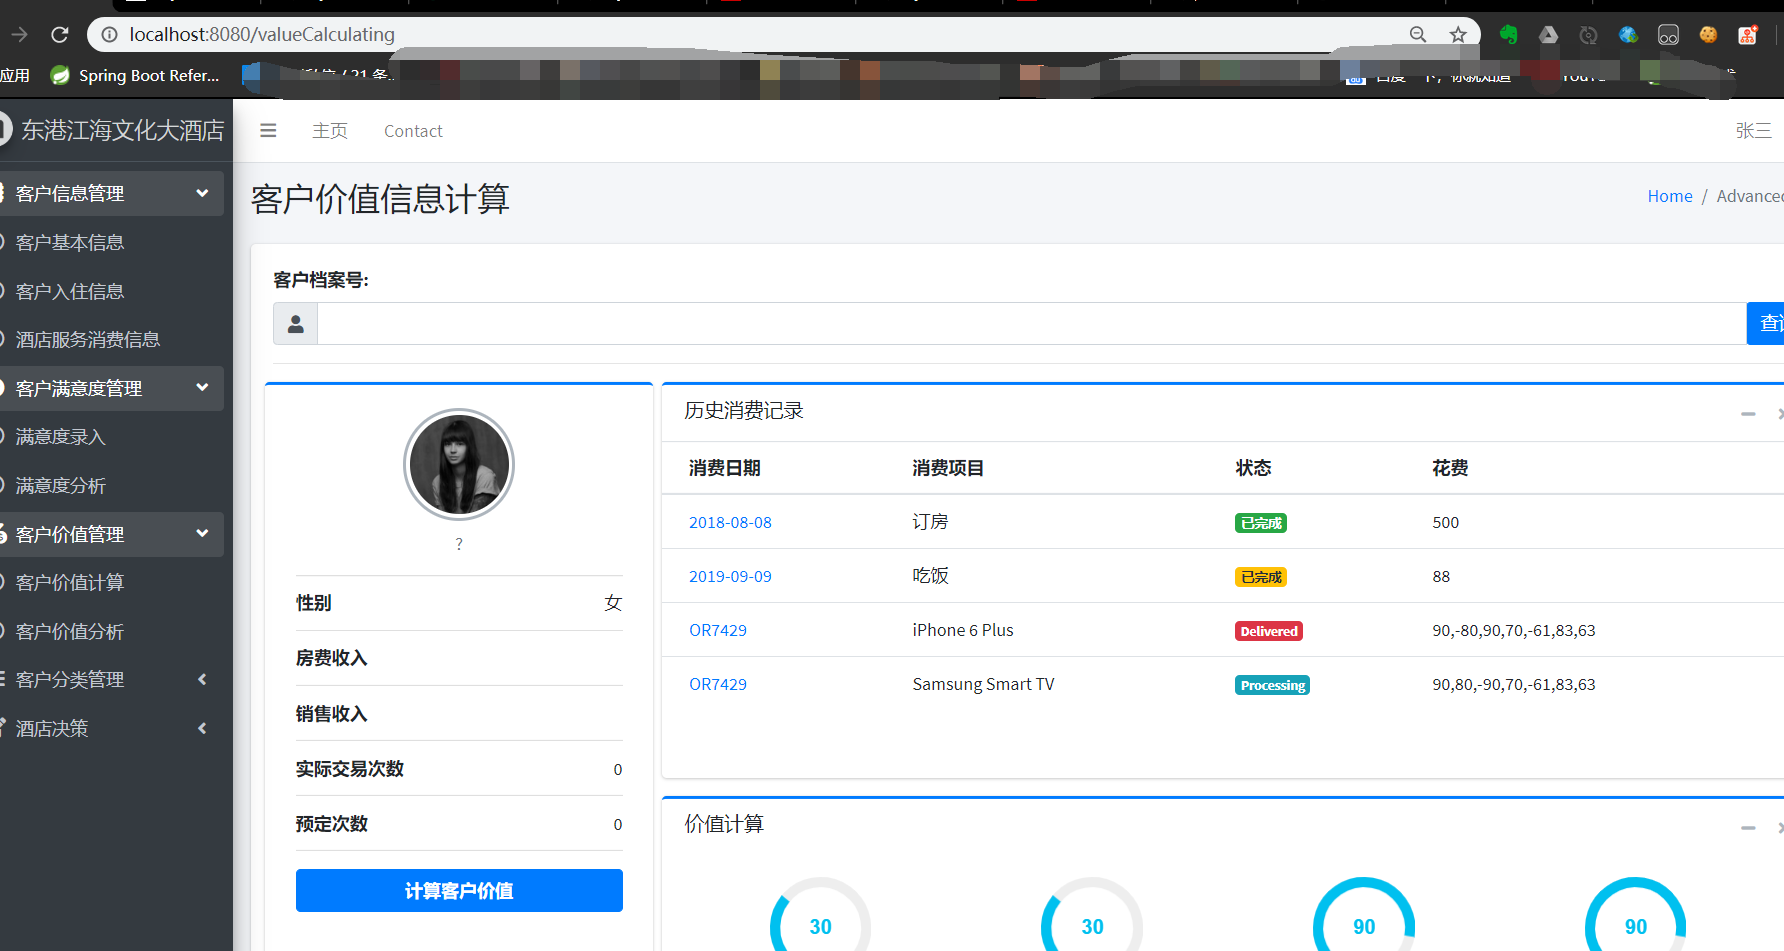 localhost:8080/valueCalculating
应用 Spring Boot Refer...
东港江海文化大酒店
主页 Contact 张三
客户信息管理
客户基本信息
客户入住信息
酒店服务消费信息
客户满意度管理
满意度录入
满意度分析
客户价值管理
客户价值计算
客户价值分析
客户分类管理
酒店决策
客户价值信息计算
Home / Advanced
客户档案号:
?
性别 女
房费收入
销售收入
实际交易次数 0
预定次数 0
计算客户价值
历史消费记录
消费日期 消费项目 状态 花费
2018-08-08 订房 已完成 500
2019-09-09 吃饭 已完成 88
OR7429 iPhone 6 Plus Delivered 90,-80,90,70,-61,83,63
OR7429 Samsung Smart TV Processing 90,80,-90,70,-61,83,63
价值计算
30 30 90 90